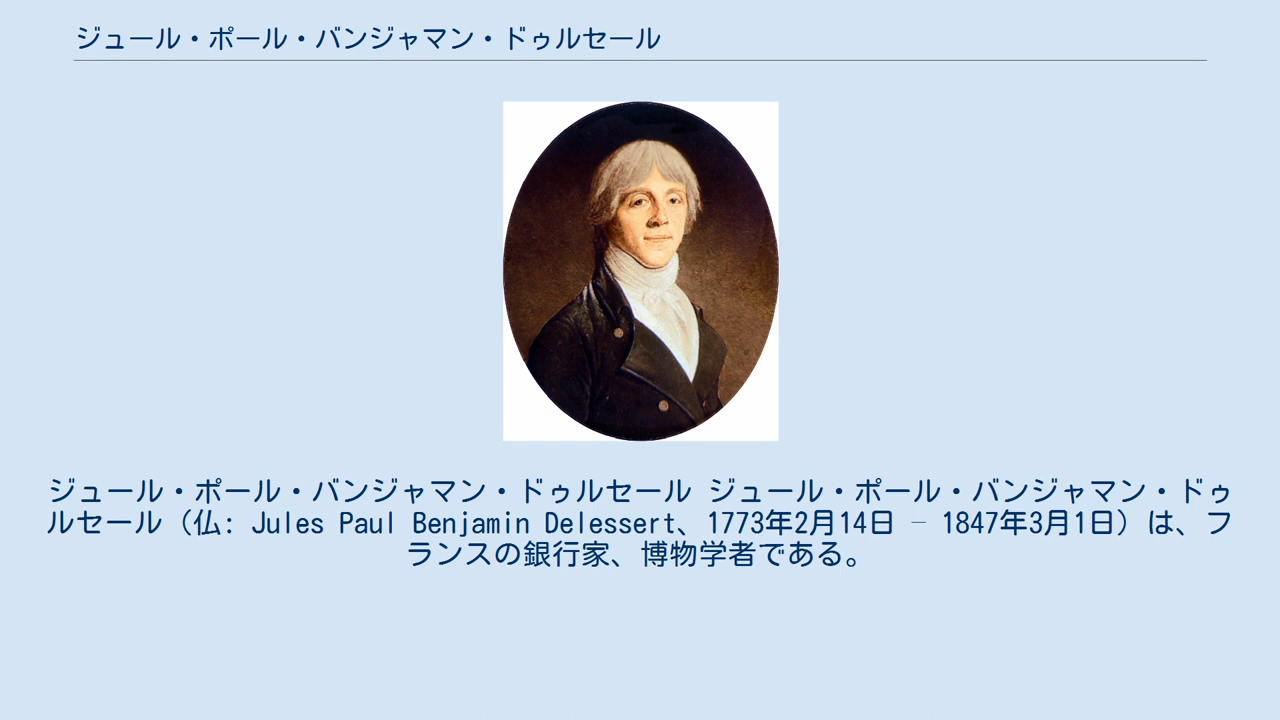 ジュール・ポール・バンジャマン・ドゥルセール
ジュール・ポール・バンジャマン・ドゥルセール ジュール・ポール・バンジャマン・ドゥ
ルセール（仏: Jules Paul Benjamin Delessert、1773年2月14日 – 1847年3月1日）は、フ
ランスの銀行家、博物学者である。